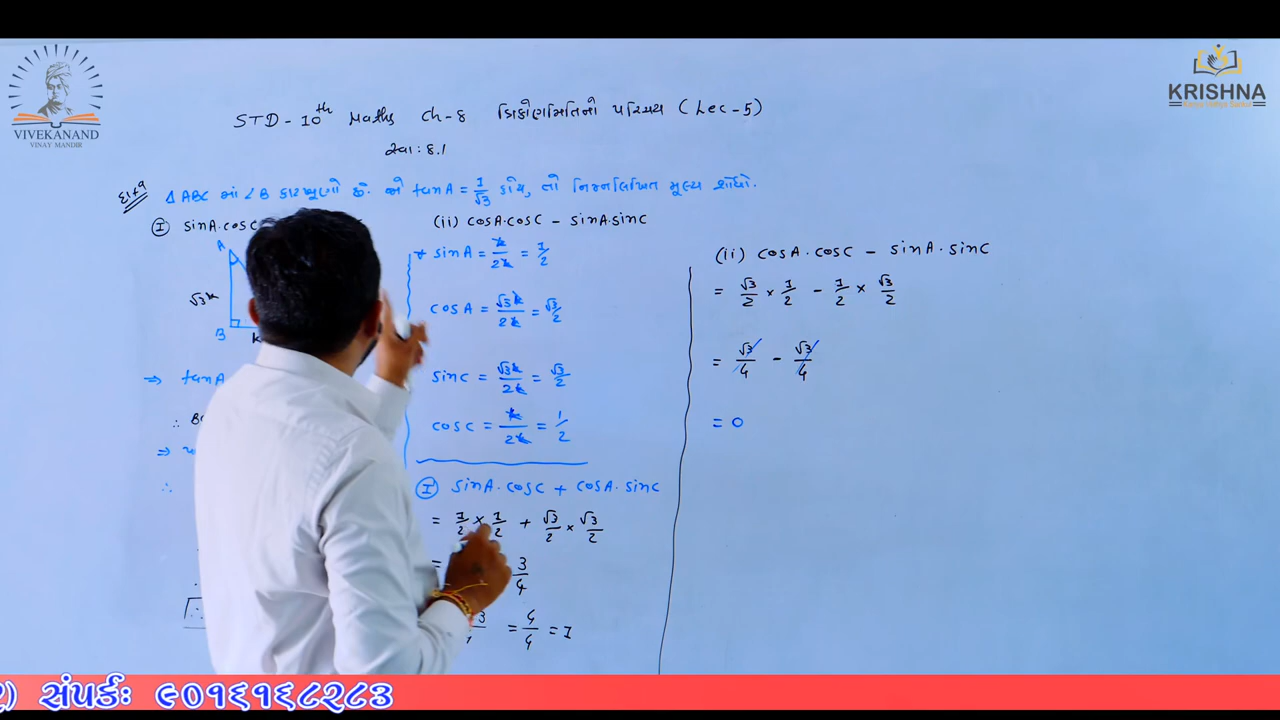 VIVEKANAND
VINAY MANDIR
KRISHNA
STD - 10th Maths Ch-8 ત્રિકોણમિતિનો પરિચય (Lec-5)
સ્વા: 8.1
દા.૧
△ABC માં ∠B કાટખૂણો છે. જો tanA = 1/√3 હોય, તો નિમ્નલિખિત મૂલ્ય શોધો.
(I) sinA.cosC
(ii) cosA.cosC - sinA.sinC
A
√3k
B
k
⇒ tanA
* sinA = k/2k = 1/2
cosA = √3k/2k = √3/2
sinC = √3k/2k = √3/2
cosC = k/2k = 1/2
(I) sinA.cosC + cosA.sinC
= 1/2 × 1/2 + √3/2 × √3/2
= 3/4
= 4/4 = 1
(ii) cosA.cosC - sinA.sinC
= √3/2 × 1/2 - 1/2 × √3/2
= √3/4 - √3/4
= 0
સંપર્કઃ ૯૦૧૬૧૬૮૨૮૩